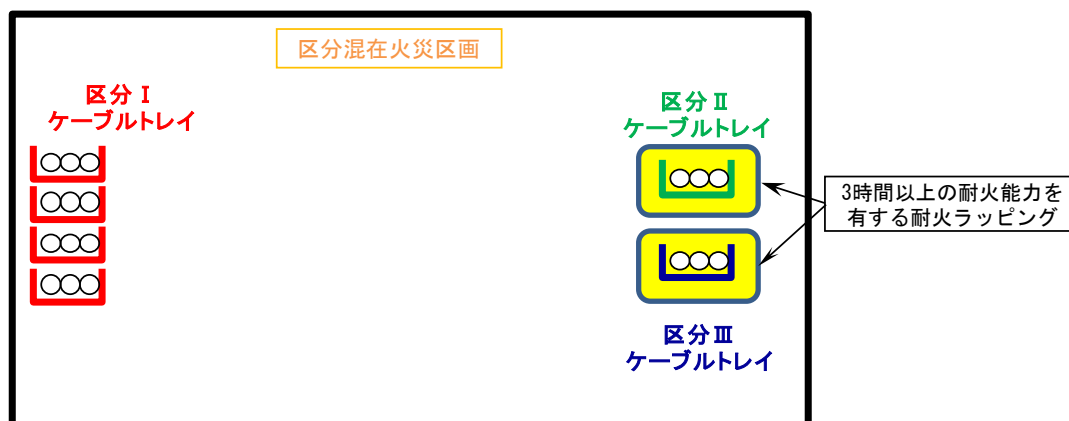 区分混在火災区画
区分Ⅰ
ケーブルトレイ
区分Ⅱ
ケーブルトレイ
3時間以上の耐火能力を
有する耐火ラッピング
区分Ⅲ
ケーブルトレイ